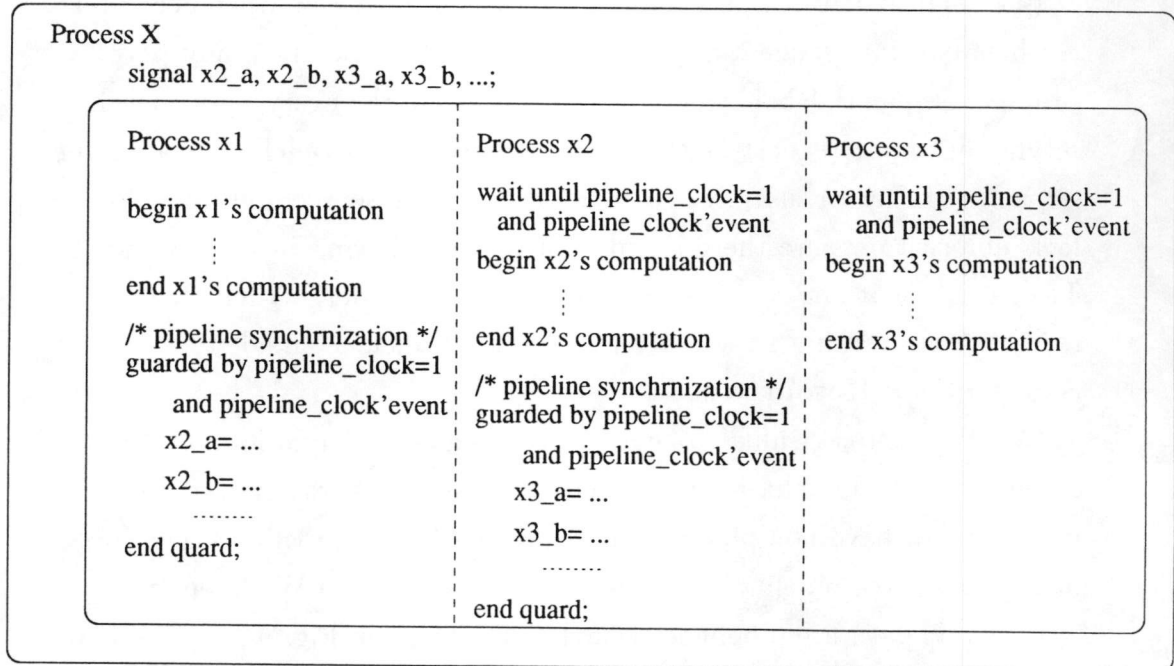 Process X
signal x2_a, x2_b, x3_a, x3_b, ...;
Process x1
begin x1's computation
end x1's computation
/* pipeline synchrnization */
guarded by pipeline_clock=1
and pipeline_clock'event
x2_a= ...
x2_b= ...
........
end quard;
Process x2
wait until pipeline_clock=1
and pipeline_clock'event
begin x2's computation
end x2's computation
/* pipeline synchrnization */
guarded by pipeline_clock=1
and pipeline_clock'event
x3_a= ...
x3_b= ...
........
end quard;
Process x3
wait until pipeline_clock=1
and pipeline_clock'event
begin x3's computation
end x3's computation